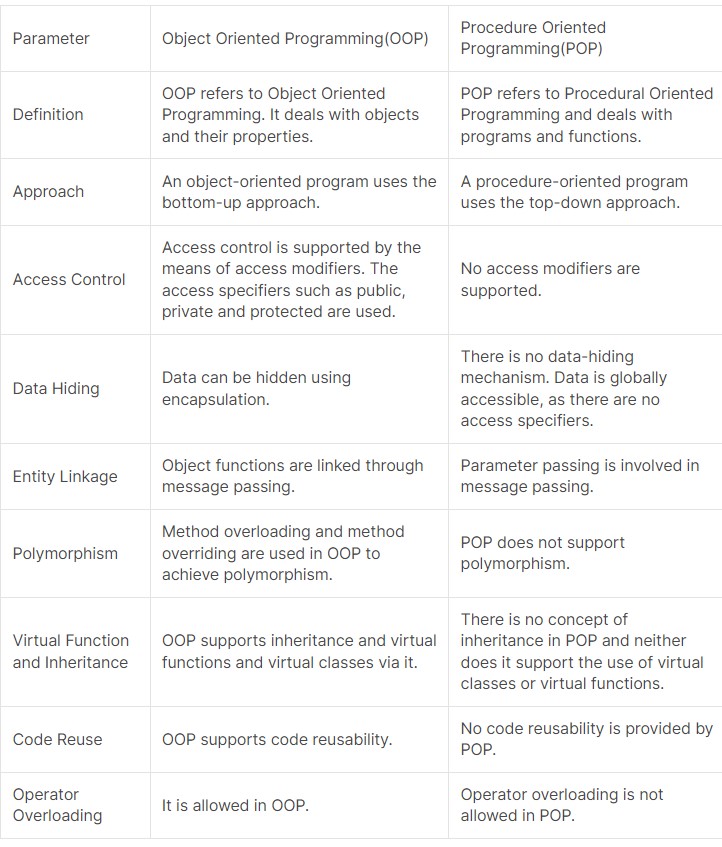 Parameter
Object Oriented Programming(OOP)
Procedure Oriented
Programming(POP)
Definition
OOP refers to Object Oriented
Programming. It deals with objects
and their properties.
POP refers to Procedural Oriented
Programming and deals with
programs and functions.
Approach
An object-oriented program uses the
bottom-up approach.
A procedure-oriented program
uses the top-down approach.
Access Control
Access control is supported by the
means of access modifiers. The
access specifiers such as public,
private and protected are used.
No access modifiers are
supported.
Data Hiding
Data can be hidden using
encapsulation.
There is no data-hiding
mechanism. Data is globally
accessible, as there are no
access specifiers.
Entity Linkage
Object functions are linked through
message passing.
Parameter passing is involved in
message passing.
Polymorphism
Method overloading and method
overriding are used in OOP to
achieve polymorphism.
POP does not support
polymorphism.
Virtual Function
and Inheritance
OOP supports inheritance and virtual
functions and virtual classes via it.
There is no concept of
inheritance in POP and neither
does it support the use of virtual
classes or virtual functions.
Code Reuse
OOP supports code reusability.
No code reusability is provided by
POP.
Operator
Overloading
It is allowed in OOP.
Operator overloading is not
allowed in POP.